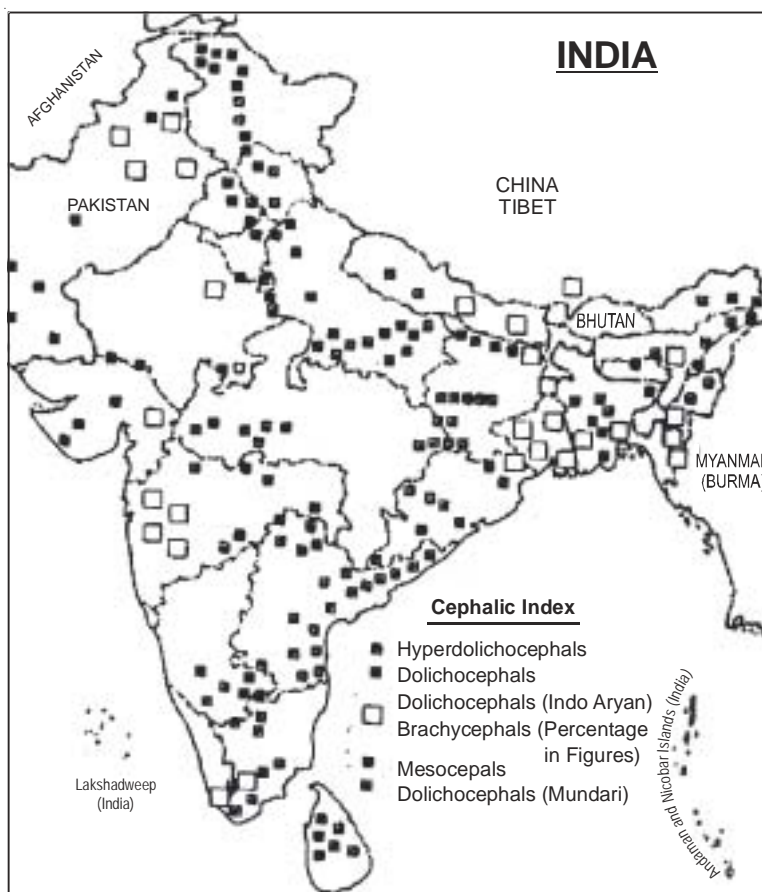 INDIA
AFGHANISTAN
CHINA
TIBET
PAKISTAN
BHUTAN
MYANMAR
(BURMA)
Cephalic Index
Hyperdolichocephals
Dolichocephals
Dolichocephals (Indo Aryan)
Brachycephals (Percentage
in Figures)
Mesocepals
Dolichocephals (Mundari)
Lakshadweep
(India)
Andaman and Nicobar Islands (India)